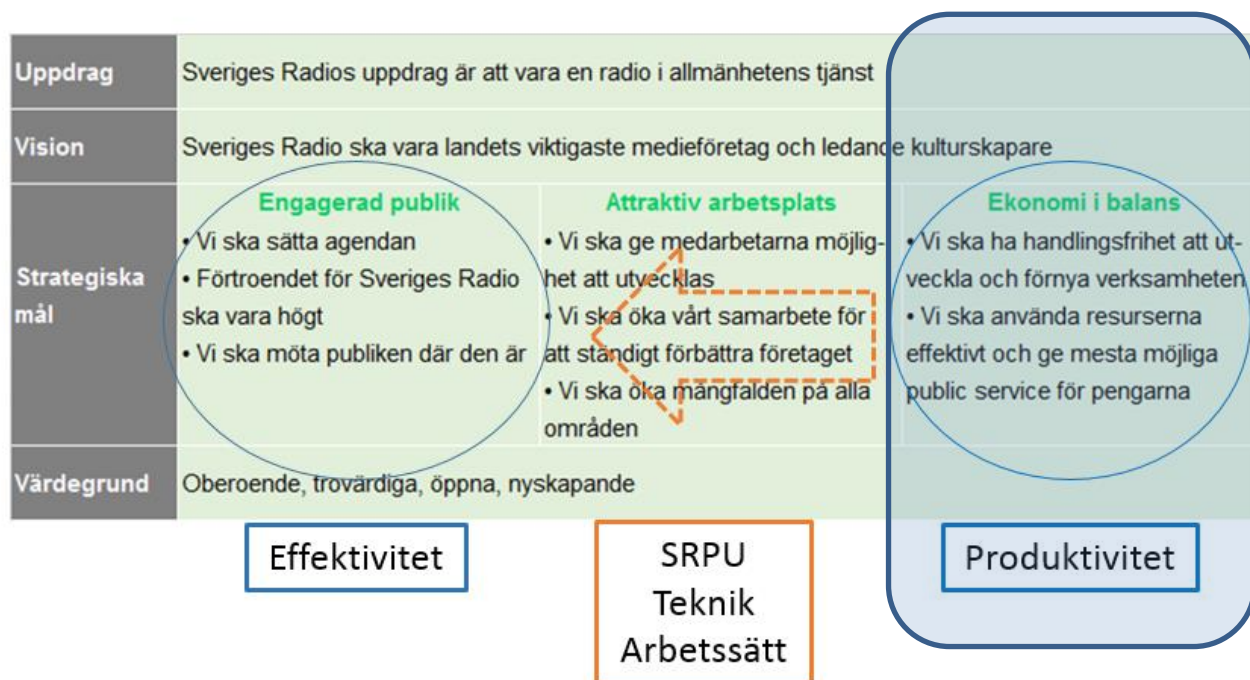 Uppdrag
Sveriges Radios uppdrag är att vara en radio i allmänhetens tjänst
Vision
Sveriges Radio ska vara landets viktigaste medieföretag och ledande kulturskapare
Strategiska
mål
Engagerad publik
• Vi ska sätta agendan
• Förtroendet för Sveriges Radio
ska vara högt
• Vi ska möta publiken där den är
Attraktiv arbetsplats
• Vi ska ge medarbetarna möjlig-
het att utvecklas
• Vi ska öka vårt samarbete för
att ständigt förbättra företaget
• Vi ska öka mångfalden på alla
områden
Ekonomi i balans
• Vi ska ha handlingsfrihet att ut-
veckla och förnya verksamheten
• Vi ska använda resurserna
effektivt och ge mesta möjliga
public service för pengarna
Värdegrund
Oberoende, trovärdiga, öppna, nyskapande
Effektivitet
SRPU
Teknik
Arbetssätt
Produktivitet